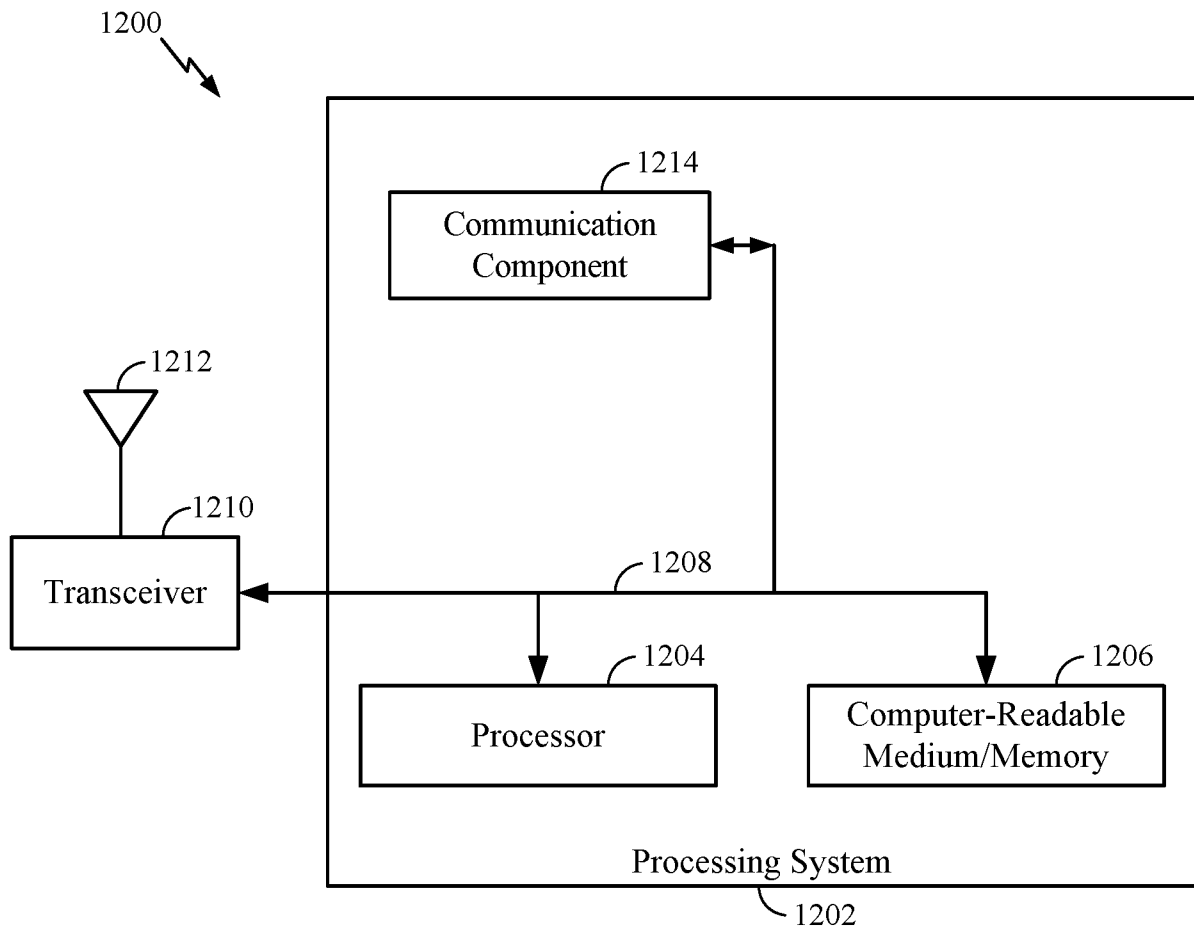 1200
1214
Communication
Component
1212
1210
Transceiver
1208
1204
Processor
1206
Computer-Readable
Medium/Memory
Processing System
1202